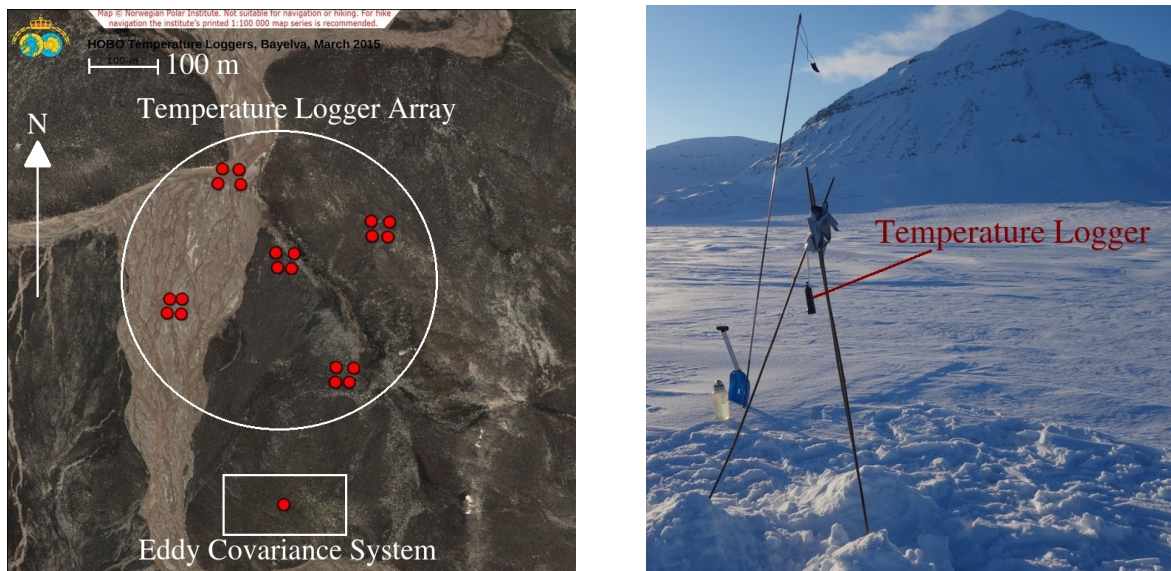 Map © Norwegian Polar Institute. Not suitable for navigation or hiking. For hike
navigation the institute's printed 1:100 000 map series is recommended.
HOBO Temperature Loggers, Bayelva, March 2015
100 m
100 m
Temperature Logger Array
N
Eddy Covariance System
Temperature Logger